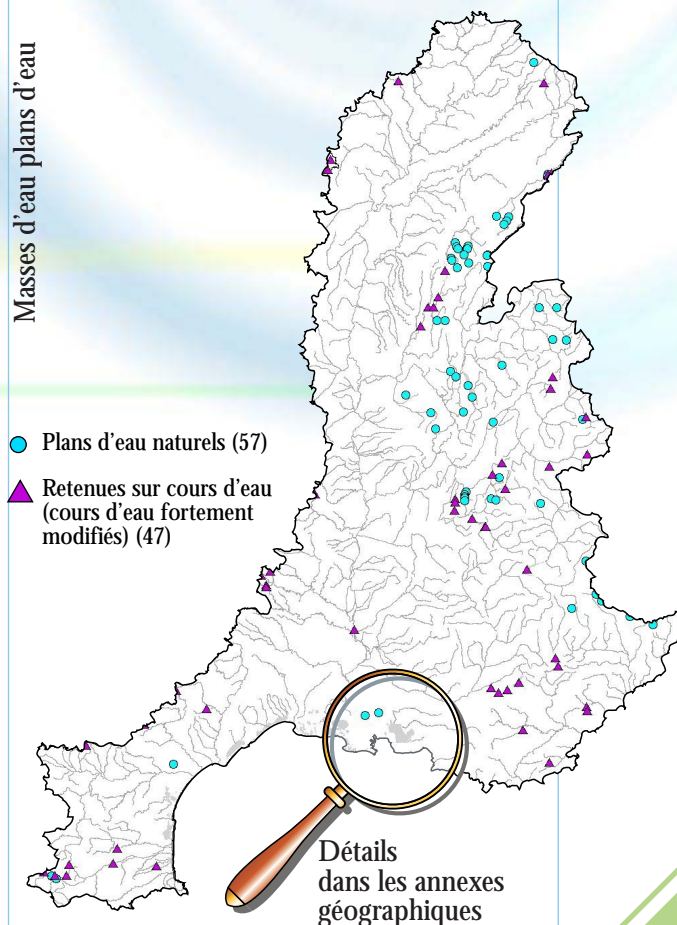 Masses d'eau plans d'eau
Plans d'eau naturels (57)
Retenues sur cours d'eau
(cours d'eau fortement
modifiés) (47)
Détails
dans les annexes
géographiques